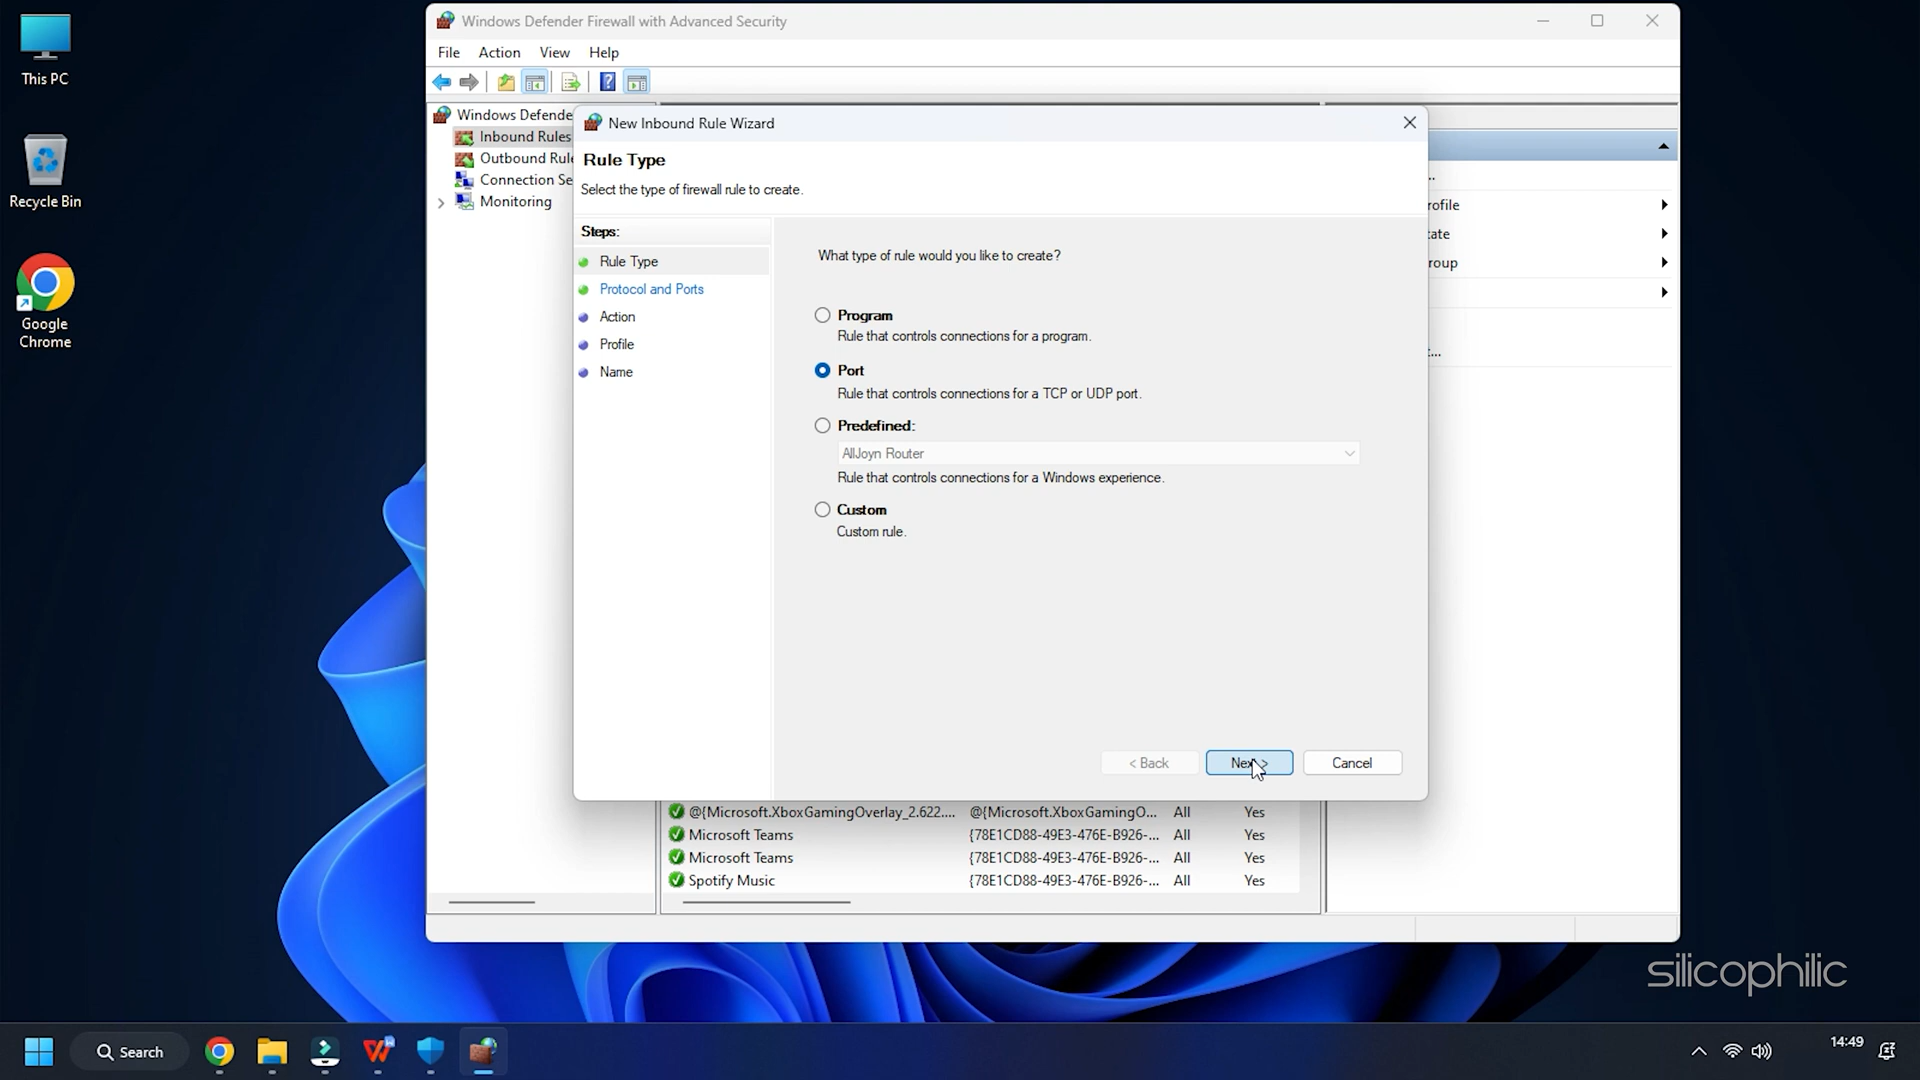 This PC
Recycle Bin
Google
Chrome
Windows Defender Firewall with Advanced Security
File Action View Help
Windows Defende
Inbound Rules
Outbound Rule
Connection Se
Monitoring
New Inbound Rule Wizard
Rule Type
Select the type of firewall rule to create.
Steps:
Rule Type
Protocol and Ports
Action
Profile
Name
What type of rule would you like to create?
Program
Rule that controls connections for a program.
Port
Rule that controls connections for a TCP or UDP port.
Predefined:
AllJoyn Router
Rule that controls connections for a Windows experience.
Custom
Custom rule.
< Back Next > Cancel
...
rofile
tate
roup
t...
@{Microsoft.XboxGamingOverlay_2.622.... @{Microsoft.XboxGamingO... All Yes
Microsoft Teams {78E1CD88-49E3-476E-B926-... All Yes
Microsoft Teams {78E1CD88-49E3-476E-B926-... All Yes
Spotify Music {78E1CD88-49E3-476E-B926-... All Yes
silicophilic
Search
14:49